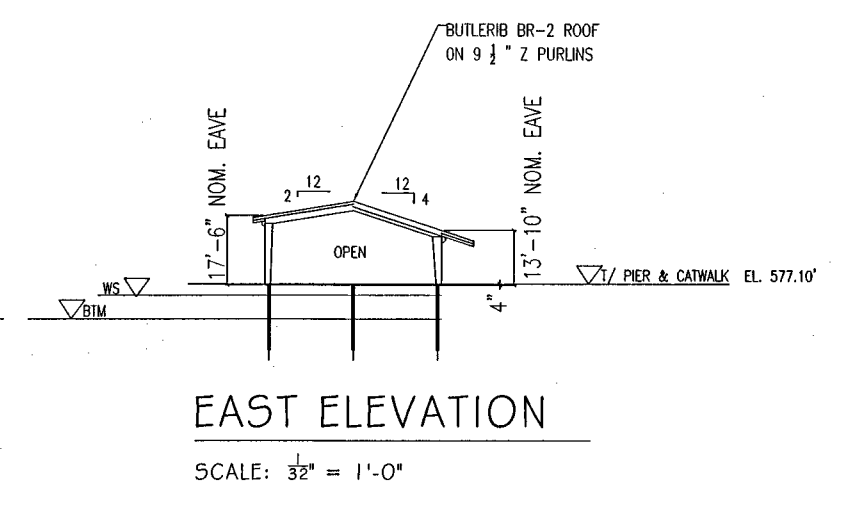 BUTLERIB BR-2 ROOF
ON 9 1/2 " Z PURLINS
17'-6" NOM. EAVE
13'-10" NOM. EAVE
12
2
12
4
OPEN
WS
BTM
4"
T/ PIER & CATWALK EL. 577.10'
EAST ELEVATION
SCALE: 1/32" = 1'-0"